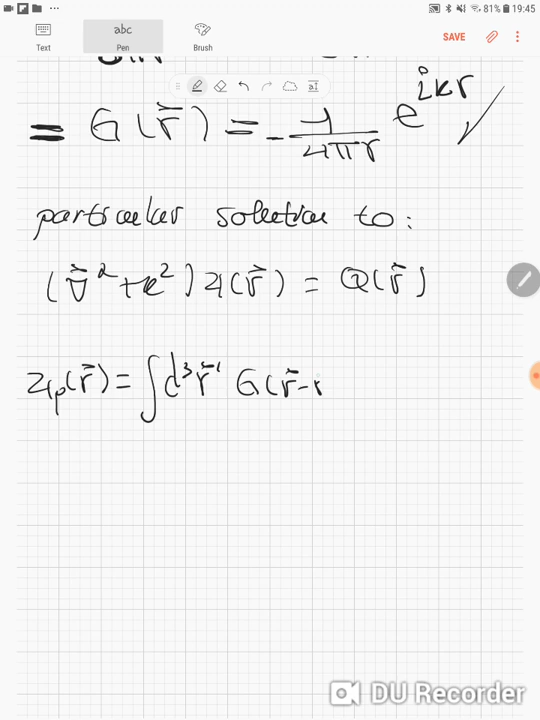 81% 19:45
Text
abc
Pen
Brush
SAVE
= G(r⃗) = -1/(4πr) e^{ikr}
particular solution to:
(∇⃗² + k²) ψ(r⃗) = Q(r⃗)
ψp(r⃗) = ∫d³r⃗' G(r⃗-r
DU Recorder